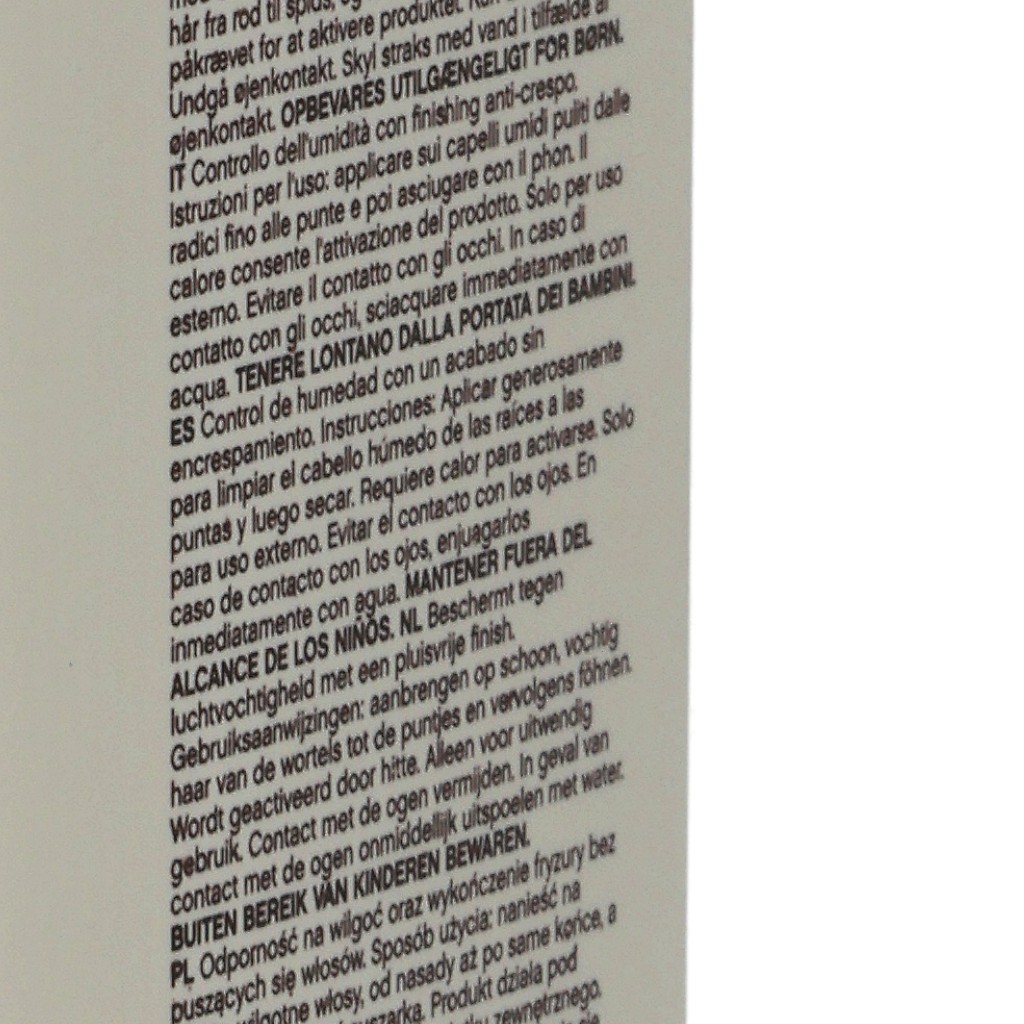 hår fra rod til spids, og
påkrævet for at aktivere produktet. Kun
Undgå øjenkontakt. Skyl straks med vand i tilfælde af
øjenkontakt. OPBEVARES UTILGÆNGELIGT FOR BØRN.
IT Controllo dell'umidità con finishing anti-crespo.
Istruzioni per l'uso: applicare sui capelli umidi puliti dalle
radici fino alle punte e poi asciugare con il phon. Il
calore consente l'attivazione del prodotto. Solo per uso
esterno. Evitare il contatto con gli occhi. In caso di
contatto con gli occhi, sciacquare immediatamente con
acqua. TENERE LONTANO DALLA PORTATA DEI BAMBINI.
ES Control de humedad con un acabado sin
encrespamiento. Instrucciones: Aplicar generosamente
para limpiar el cabello húmedo de las raíces a las
puntas y luego secar. Requiere calor para activarse. Solo
para uso externo. Evitar el contacto con los ojos. En
caso de contacto con los ojos, enjuagarlos
inmediatamente con agua. MANTENER FUERA DEL
ALCANCE DE LOS NIÑOS. NL Beschermt tegen
luchtvochtigheid met een pluisvrije finish.
Gebruiksaanwijzingen: aanbrengen op schoon, vochtig
haar van de wortels tot de puntjes en vervolgens föhnen.
Wordt geactiveerd door hitte. Alleen voor uitwendig
gebruik. Contact met de ogen vermijden. In geval van
contact met de ogen onmiddellijk uitspoelen met water.
BUITEN BEREIK VAN KINDEREN BEWAREN.
PL Odporność na wilgoć oraz wykończenie fryzury bez
puszących się włosów. Sposób użycia: nanieść na
wilgotne włosy, od nasady aż po same końce, a
Produkt działa pod
zewnętrznego.